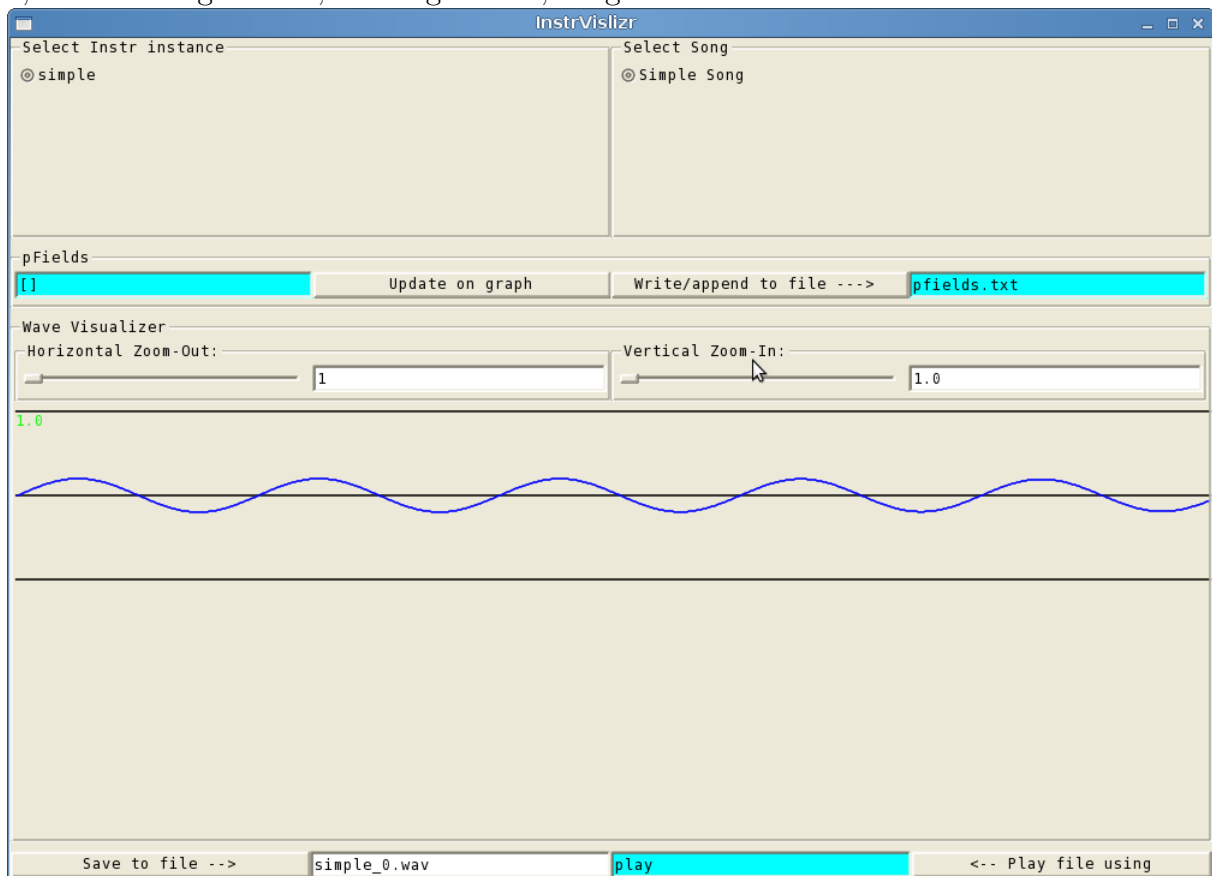 InstrVislizr
Select Instr instance
Select Song
simple
Simple Song
pFields
[]
Update on graph
Write/append to file --->
pfields.txt
Wave Visualizer
Horizontal Zoom-Out:
Vertical Zoom-In:
1
1.0
1.0
Save to file -->
simple_0.wav
play
<-- Play file using